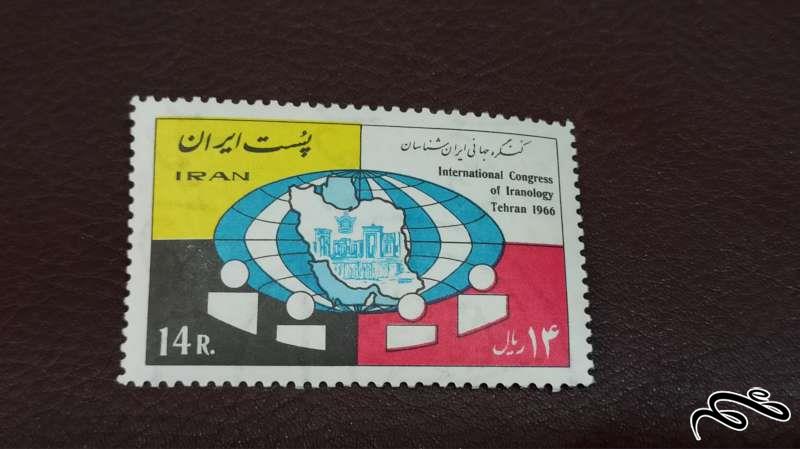 پست ایران
IRAN
کنگره جهانی ایران‌شناسان
International Congress
of Iranology
Tehran 1966
14 R.
۱۴ ریال